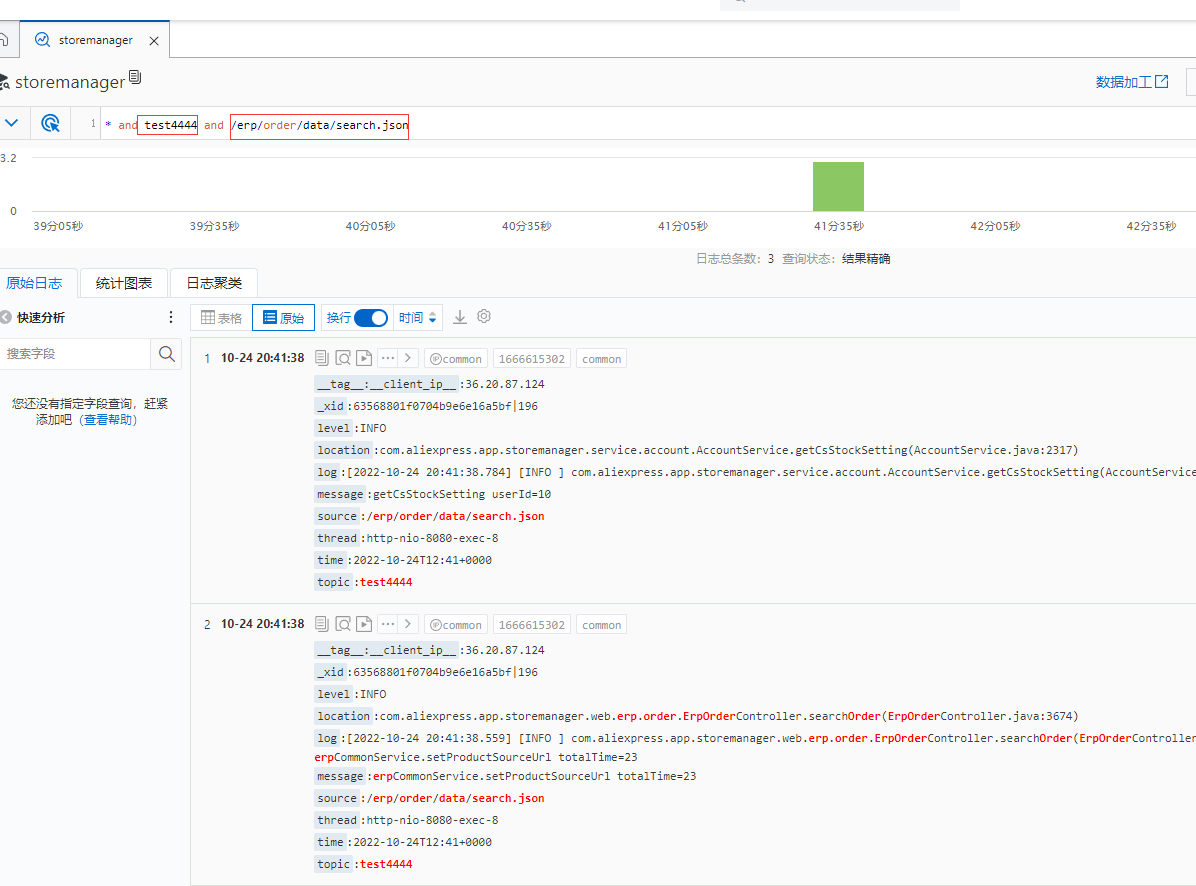 storemanager
storemanager
数据加工
1 * and test4444 and /erp/order/data/search.json
3.2
0
39分05秒 39分35秒 40分05秒 40分35秒 41分05秒 41分35秒 42分05秒 42分35秒
日志总条数: 3 查询状态: 结果精确
原始日志 统计图表 日志聚类
快速分析
表格 原始 换行 时间
搜索字段
您还没有指定字段查询，赶紧
添加吧（查看帮助）
1 10-24 20:41:38 @common 1666615302 common
__tag__:__client_ip__ :36.20.87.124
_xid :63568801f0704b9e6e16a5bf|196
level :INFO
location :com.aliexpress.app.storemanager.service.account.AccountService.getCsStockSetting(AccountService.java:2317)
log :[2022-10-24 20:41:38.784] [INFO ] com.aliexpress.app.storemanager.service.account.AccountService.getCsStockSetting(AccountService
message :getCsStockSetting userId=10
source :/erp/order/data/search.json
thread :http-nio-8080-exec-8
time :2022-10-24T12:41+0000
topic :test4444
2 10-24 20:41:38 @common 1666615302 common
__tag__:__client_ip__ :36.20.87.124
_xid :63568801f0704b9e6e16a5bf|196
level :INFO
location :com.aliexpress.app.storemanager.web.erp.order.ErpOrderController.searchOrder(ErpOrderController.java:3674)
log :[2022-10-24 20:41:38.559] [INFO ] com.aliexpress.app.storemanager.web.erp.order.ErpOrderController.searchOrder(ErpOrderController
erpCommonService.setProductSourceUrl totalTime=23
message :erpCommonService.setProductSourceUrl totalTime=23
source :/erp/order/data/search.json
thread :http-nio-8080-exec-8
time :2022-10-24T12:41+0000
topic :test4444